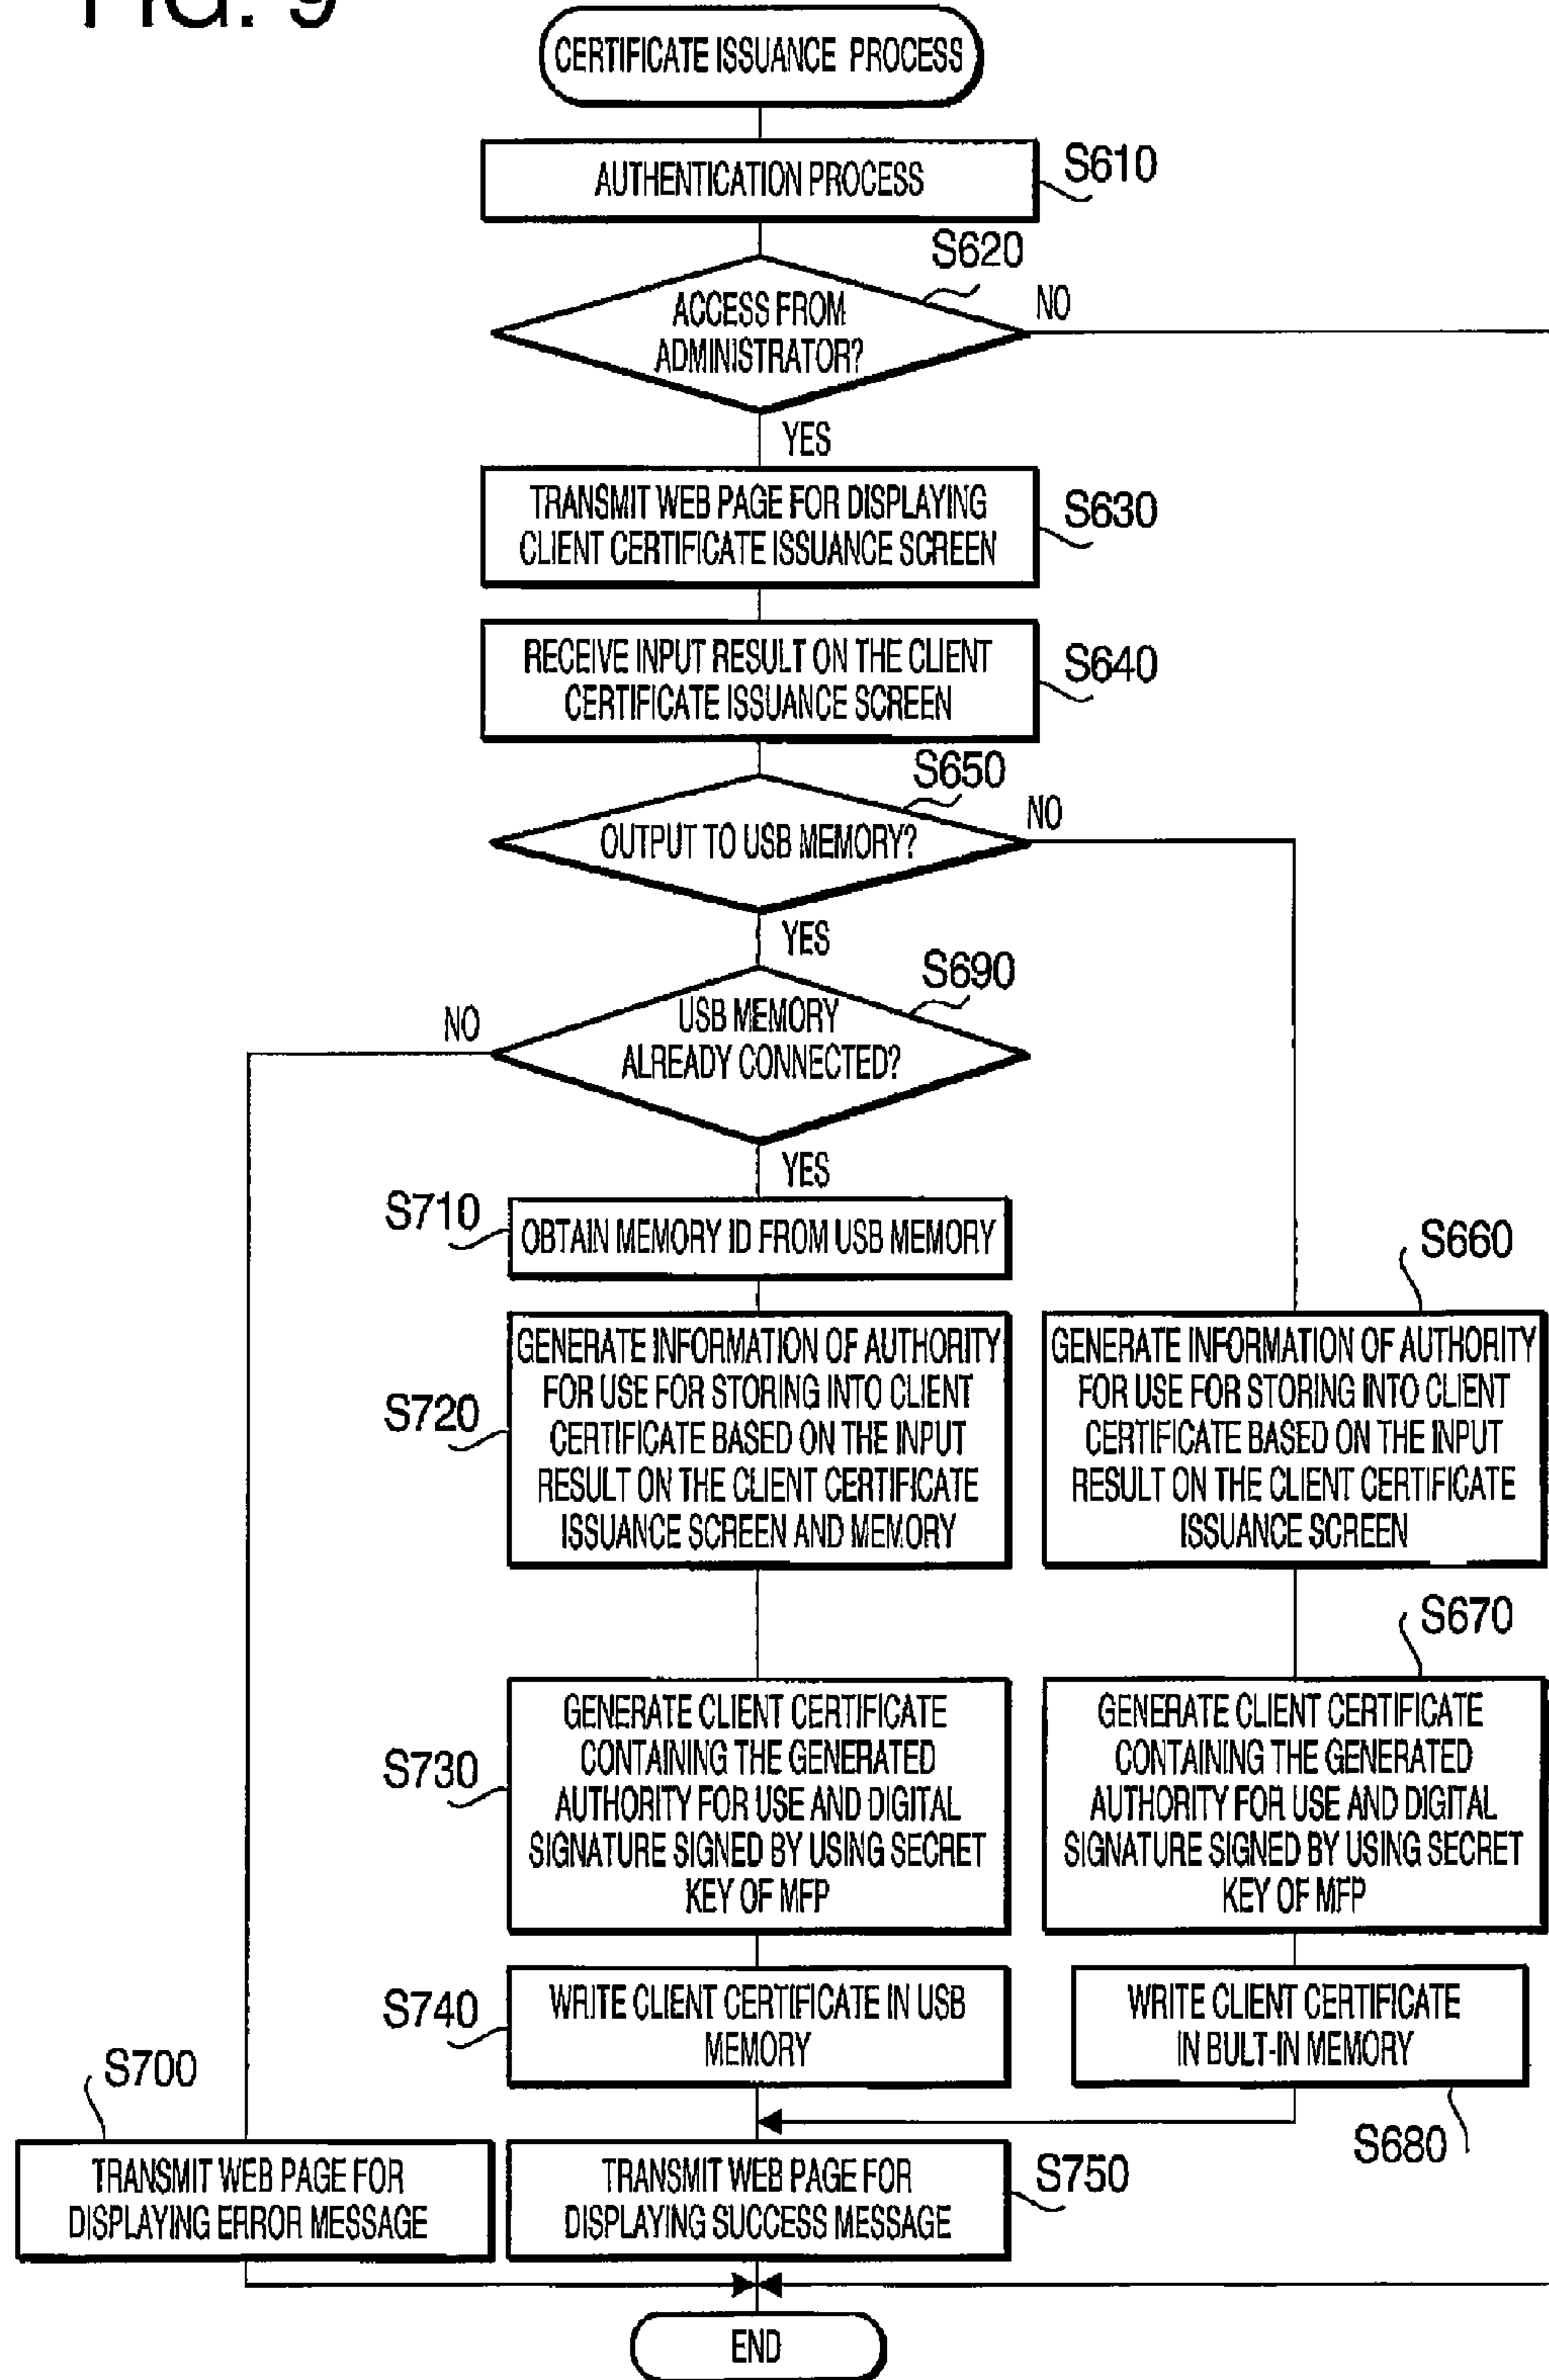 FIG. 9
CERTIFICATE ISSUANCE PROCESS
AUTHENTICATION PROCESS
S610
S620
ACCESS FROM
ADMINISTRATOR?
NO
YES
TRANSMIT WEB PAGE FOR DISPLAYING
CLIENT CERTIFICATE ISSUANCE SCREEN
S630
RECEIVE INPUT RESULT ON THE CLIENT
CERTIFICATE ISSUANCE SCREEN
S640
S650
OUTPUT TO USB MEMORY?
NO
YES
S690
USB MEMORY
ALREADY CONNECTED?
NO
YES
S710
OBTAIN MEMORY ID FROM USB MEMORY
S720
GENERATE INFORMATION OF AUTHORITY
FOR USE FOR STORING INTO CLIENT
CERTIFICATE BASED ON THE INPUT
RESULT ON THE CLIENT CERTIFICATE
ISSUANCE SCREEN AND MEMORY
S660
GENERATE INFORMATION OF AUTHORITY
FOR USE FOR STORING INTO CLIENT
CERTIFICATE BASED ON THE INPUT
RESULT ON THE CLIENT CERTIFICATE
ISSUANCE SCREEN
S730
GENERATE CLIENT CERTIFICATE
CONTAINING THE GENERATED
AUTHORITY FOR USE AND DIGITAL
SIGNATURE SIGNED BY USING SECRET
KEY OF MFP
S670
GENERATE CLIENT CERTIFICATE
CONTAINING THE GENERATED
AUTHORITY FOR USE AND DIGITAL
SIGNATURE SIGNED BY USING SECRET
KEY OF MFP
S740
WRITE CLIENT CERTIFICATE IN USB
MEMORY
WRITE CLIENT CERTIFICATE
IN BULT-IN MEMORY
S680
S700
TRANSMIT WEB PAGE FOR
DISPLAYING ERROR MESSAGE
TRANSMIT WEB PAGE FOR
DISPLAYING SUCCESS MESSAGE
S750
END